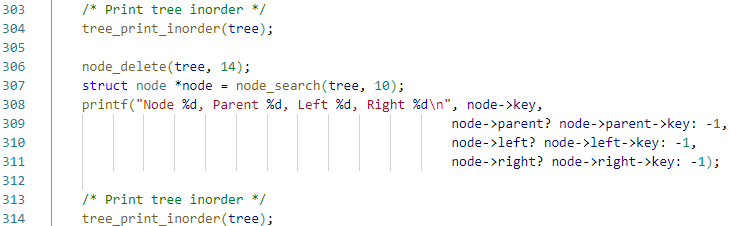 303 /* Print tree inorder */
304 tree_print_inorder(tree);
305
306 node_delete(tree, 14);
307 struct node *node = node_search(tree, 10);
308 printf("Node %d, Parent %d, Left %d, Right %d\n", node->key,
309 node->parent? node->parent->key: -1,
310 node->left? node->left->key: -1,
311 node->right? node->right->key: -1);
312
313 /* Print tree inorder */
314 tree_print_inorder(tree);